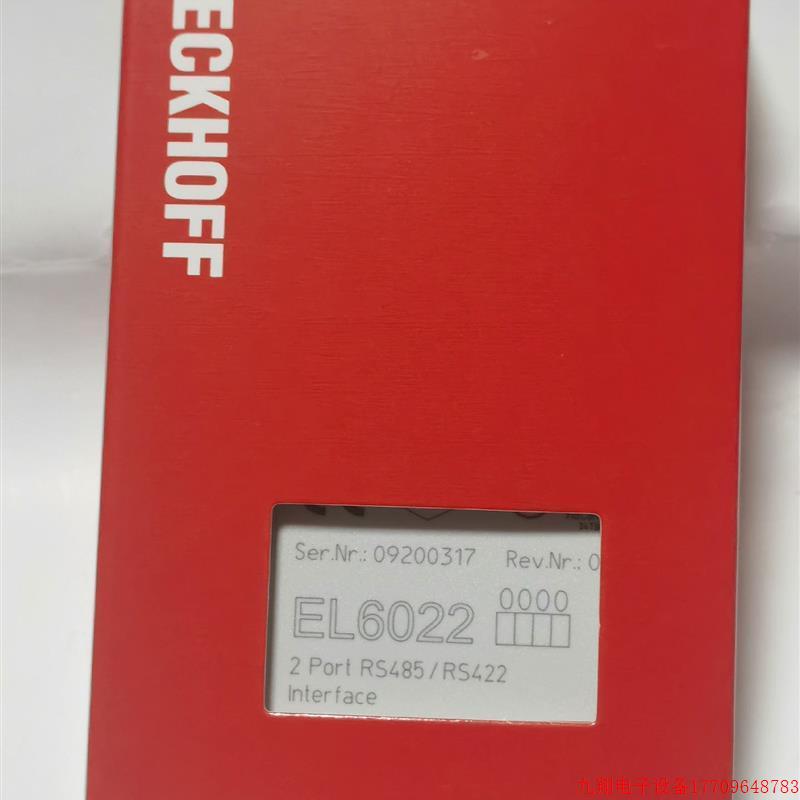 ECKHOFF
Ser.Nr.: 09200317 Rev.Nr.: 0
EL6022 0000
2 Port RS485/RS422
Interface
九翔电子设备17709648783